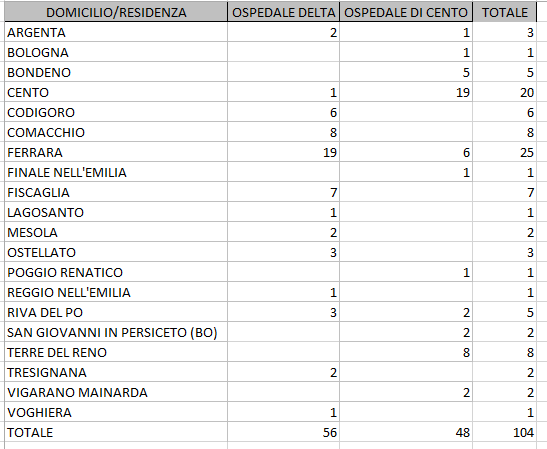 DOMICILIO/RESIDENZA OSPEDALE DELTA OSPEDALE DI CENTO TOTALE
ARGENTA 2 1 3
BOLOGNA 1 1
BONDENO 5 5
CENTO 1 19 20
CODIGORO 6 6
COMACCHIO 8 8
FERRARA 19 6 25
FINALE NELL'EMILIA 1 1
FISCAGLIA 7 7
LAGOSANTO 1 1
MESOLA 2 2
OSTELLATO 3 3
POGGIO RENATICO 1 1
REGGIO NELL'EMILIA 1 1
RIVA DEL PO 3 2 5
SAN GIOVANNI IN PERSICETO (BO) 2 2
TERRE DEL RENO 8 8
TRESIGNANA 2 2
VIGARANO MAINARDA 2 2
VOGHIERA 1 1
TOTALE 56 48 104